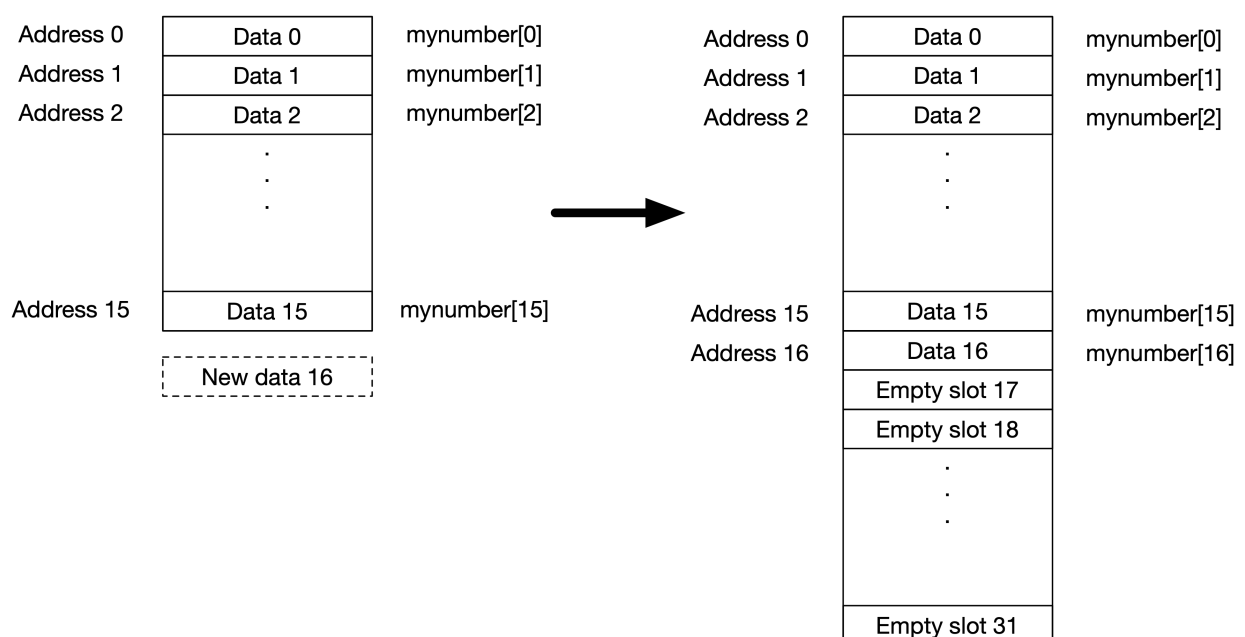 Address 0 Data 0 mynumber[0]
Address 1 Data 1 mynumber[1]
Address 2 Data 2 mynumber[2]
Address 15 Data 15 mynumber[15]
New data 16
Address 0 Data 0 mynumber[0]
Address 1 Data 1 mynumber[1]
Address 2 Data 2 mynumber[2]
Address 15 Data 15 mynumber[15]
Address 16 Data 16 mynumber[16]
Empty slot 17
Empty slot 18
Empty slot 31